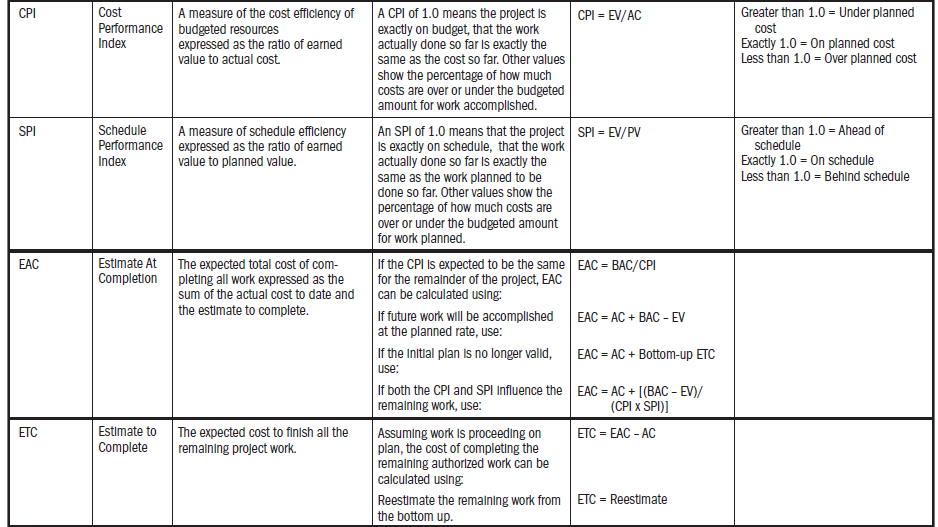 CPI
Cost
Performance
Index
A measure of the cost efficiency of
budgeted resources
expressed as the ratio of earned
value to actual cost.
A CPI of 1.0 means the project is
exactly on budget, that the work
actually done so far is exactly the
same as the cost so far. Other values
show the percentage of how much
costs are over or under the budgeted
amount for work accomplished.
CPI = EV/AC
Greater than 1.0 = Under planned
cost
Exactly 1.0 = On planned cost
Less than 1.0 = Over planned cost
SPI
Schedule
Performance
Index
A measure of schedule efficiency
expressed as the ratio of earned
value to planned value.
An SPI of 1.0 means that the project
is exactly on schedule, that the work
actually done so far is exactly the
same as the work planned to be
done so far. Other values show the
percentage of how much costs are
over or under the budgeted amount
for work planned.
SPI = EV/PV
Greater than 1.0 = Ahead of
schedule
Exactly 1.0 = On schedule
Less than 1.0 = Behind schedule
EAC
Estimate At
Completion
The expected total cost of com-
pleting all work expressed as the
sum of the actual cost to date and
the estimate to complete.
If the CPI is expected to be the same
for the remainder of the project, EAC
can be calculated using:
EAC = BAC/CPI
If future work will be accomplished
at the planned rate, use:
EAC = AC + BAC – EV
If the initial plan is no longer valid,
use:
EAC = AC + Bottom-up ETC
If both the CPI and SPI influence the
remaining work, use:
EAC = AC + [(BAC – EV)/
(CPI x SPI)]
ETC
Estimate to
Complete
The expected cost to finish all the
remaining project work.
Assuming work is proceeding on
plan, the cost of completing the
remaining authorized work can be
calculated using:
ETC = EAC – AC
Reestimate the remaining work from
the bottom up.
ETC = Reestimate